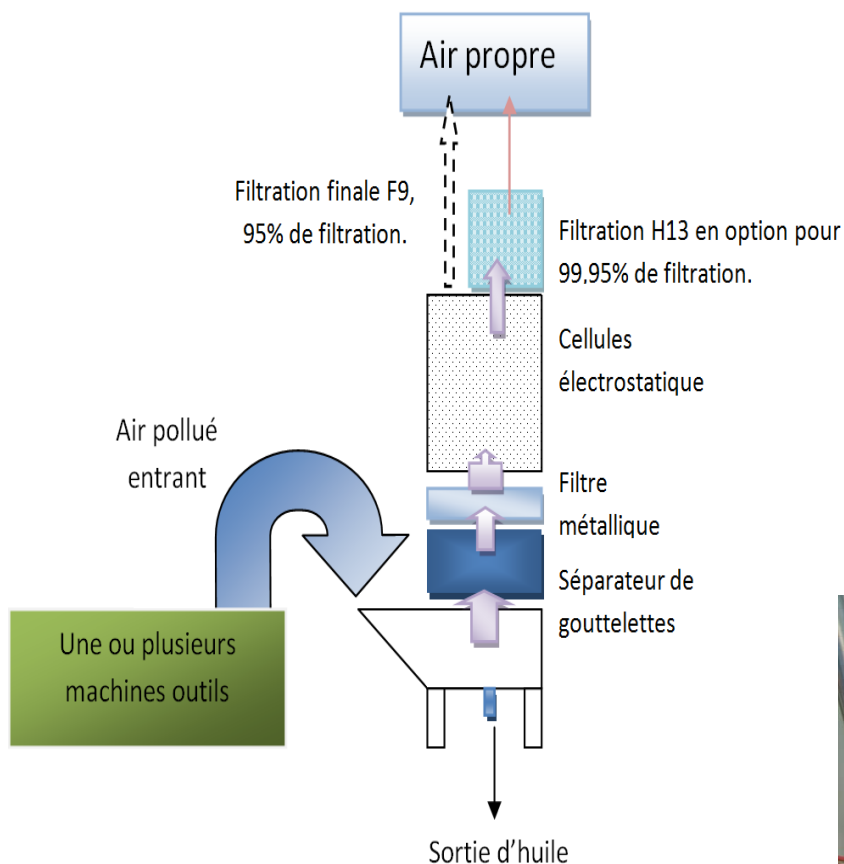 Air propre
Filtration finale F9,
95% de filtration.
Filtration H13 en option pour
99,95% de filtration.
Cellules
électrostatique
Air pollué
entrant
Filtre
métallique
Séparateur de
gouttelettes
Une ou plusieurs
machines outils
Sortie d'huile